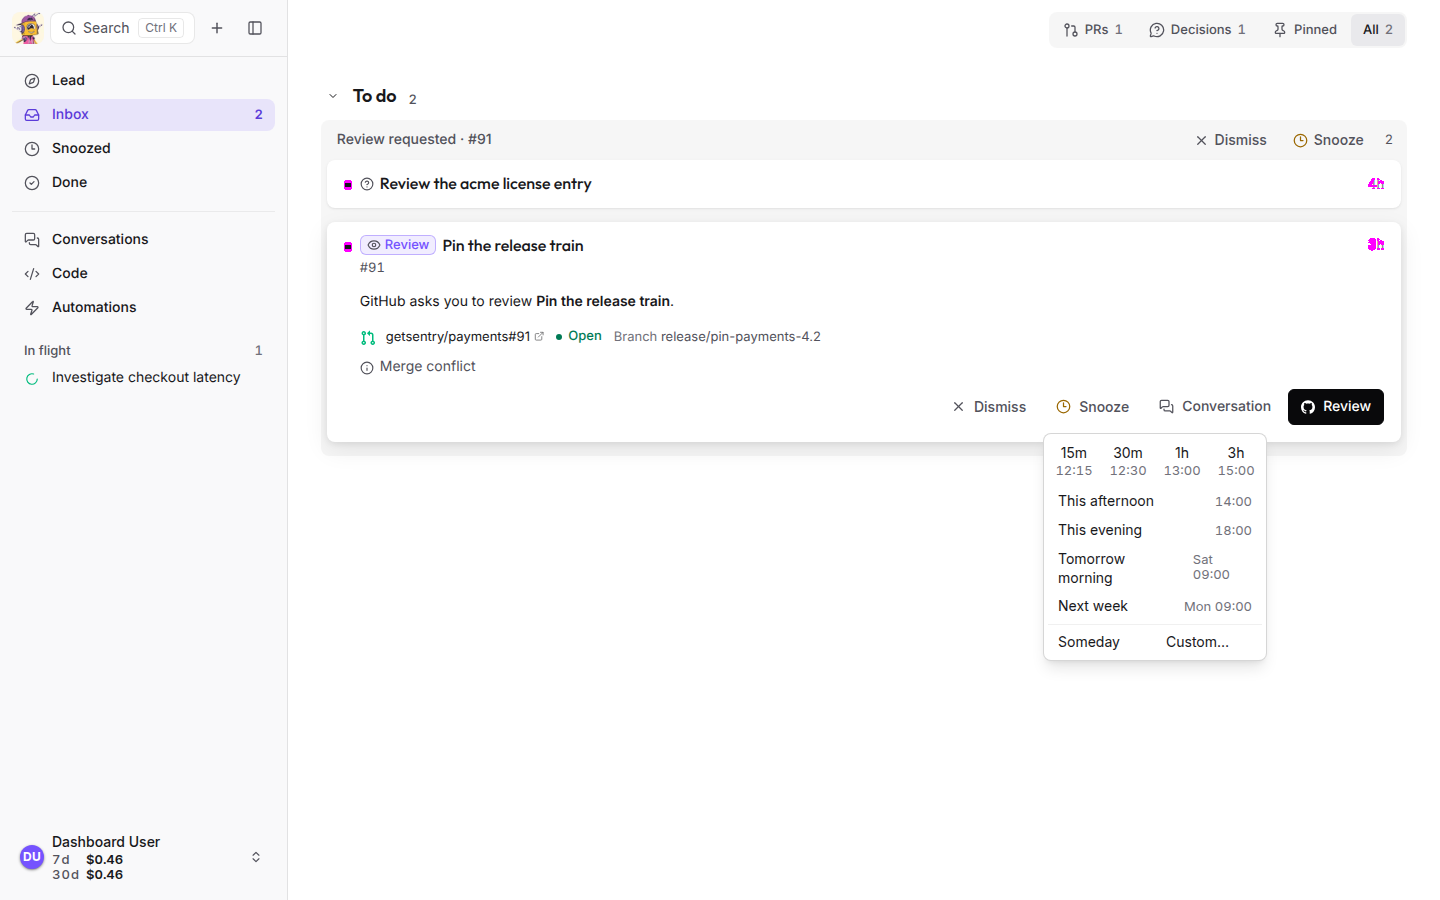 Search Ctrl K
PRs 1 Decisions 1 Pinned All 2
Lead
Inbox 2
Snoozed
Done
Conversations
Code
Automations
In flight 1
Investigate checkout latency
Dashboard User
DU
7d $0.46
30d $0.46
To do 2
Review requested · #91 Dismiss Snooze 2
Review the acme license entry
Review Pin the release train
#91
GitHub asks you to review Pin the release train.
getsentry/payments#91 Open Branch release/pin-payments-4.2
Merge conflict
Dismiss Snooze Conversation Review
15m 30m 1h 3h
12:15 12:30 13:00 15:00
This afternoon 14:00
This evening 18:00
Tomorrow morning Sat 09:00
Next week Mon 09:00
Someday Custom...